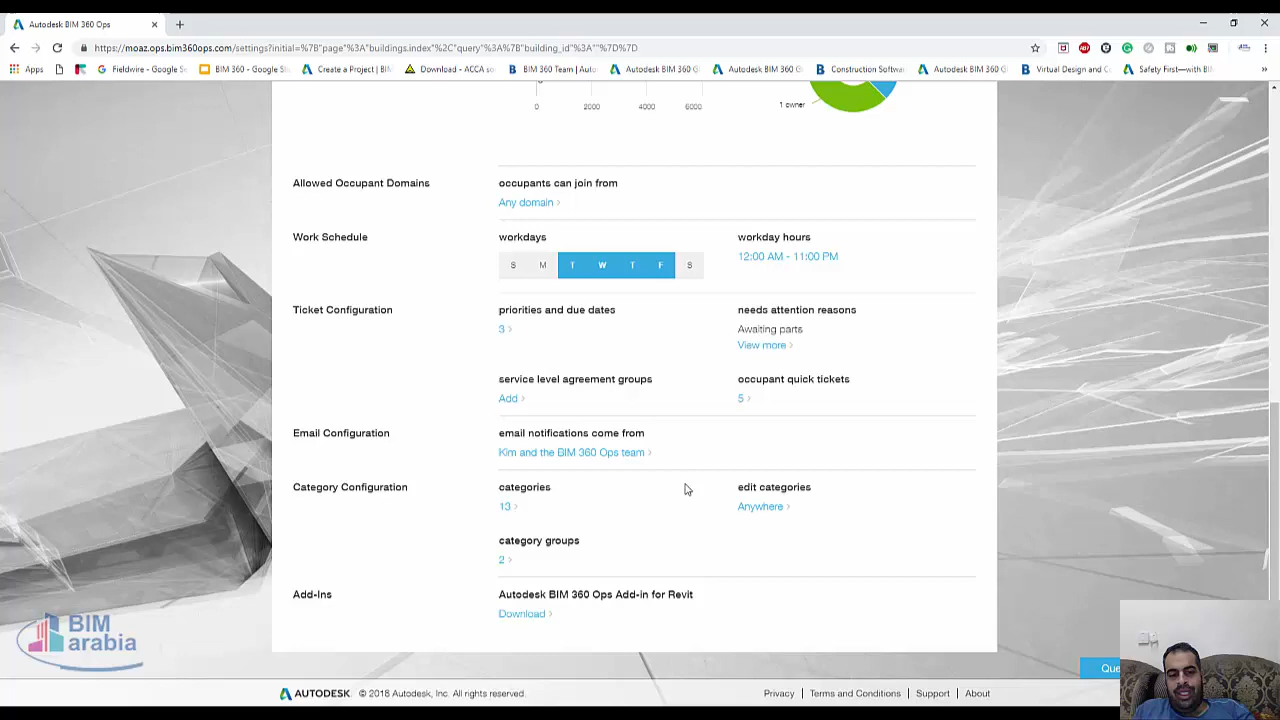 Autodesk BIM 360 Ops
https://moaz.ops.bim360ops.com/settings?initial=%7B"page"%3A"buildings.index"%2C"query"%3A%7B"building_id"%3A""%7D%7D
Apps
Fieldwire - Google S
BIM 360 - Google Sli
Create a Project | BIM
Download - ACCA so
BIM 360 Team | Auto
Autodesk BIM 360 G
Autodesk BIM 360 G
Construction Softwa
Autodesk BIM 360 G
Virtual Design and Co
Safety First—with BI
0 2000 4000 6000
1 owner
Allowed Occupant Domains
occupants can join from
Any domain >
Work Schedule
workdays
S M T W T F S
workday hours
12:00 AM - 11:00 PM
Ticket Configuration
priorities and due dates
3 >
needs attention reasons
Awaiting parts
View more >
service level agreement groups
Add >
occupant quick tickets
5 >
Email Configuration
email notifications come from
Kim and the BIM 360 Ops team >
Category Configuration
categories
13 >
edit categories
Anywhere >
category groups
2 >
Add-Ins
Autodesk BIM 360 Ops Add-in for Revit
Download >
BIM
arabia
Que
AUTODESK © 2018 Autodesk, Inc. All rights reserved.
Privacy | Terms and Conditions | Support | About